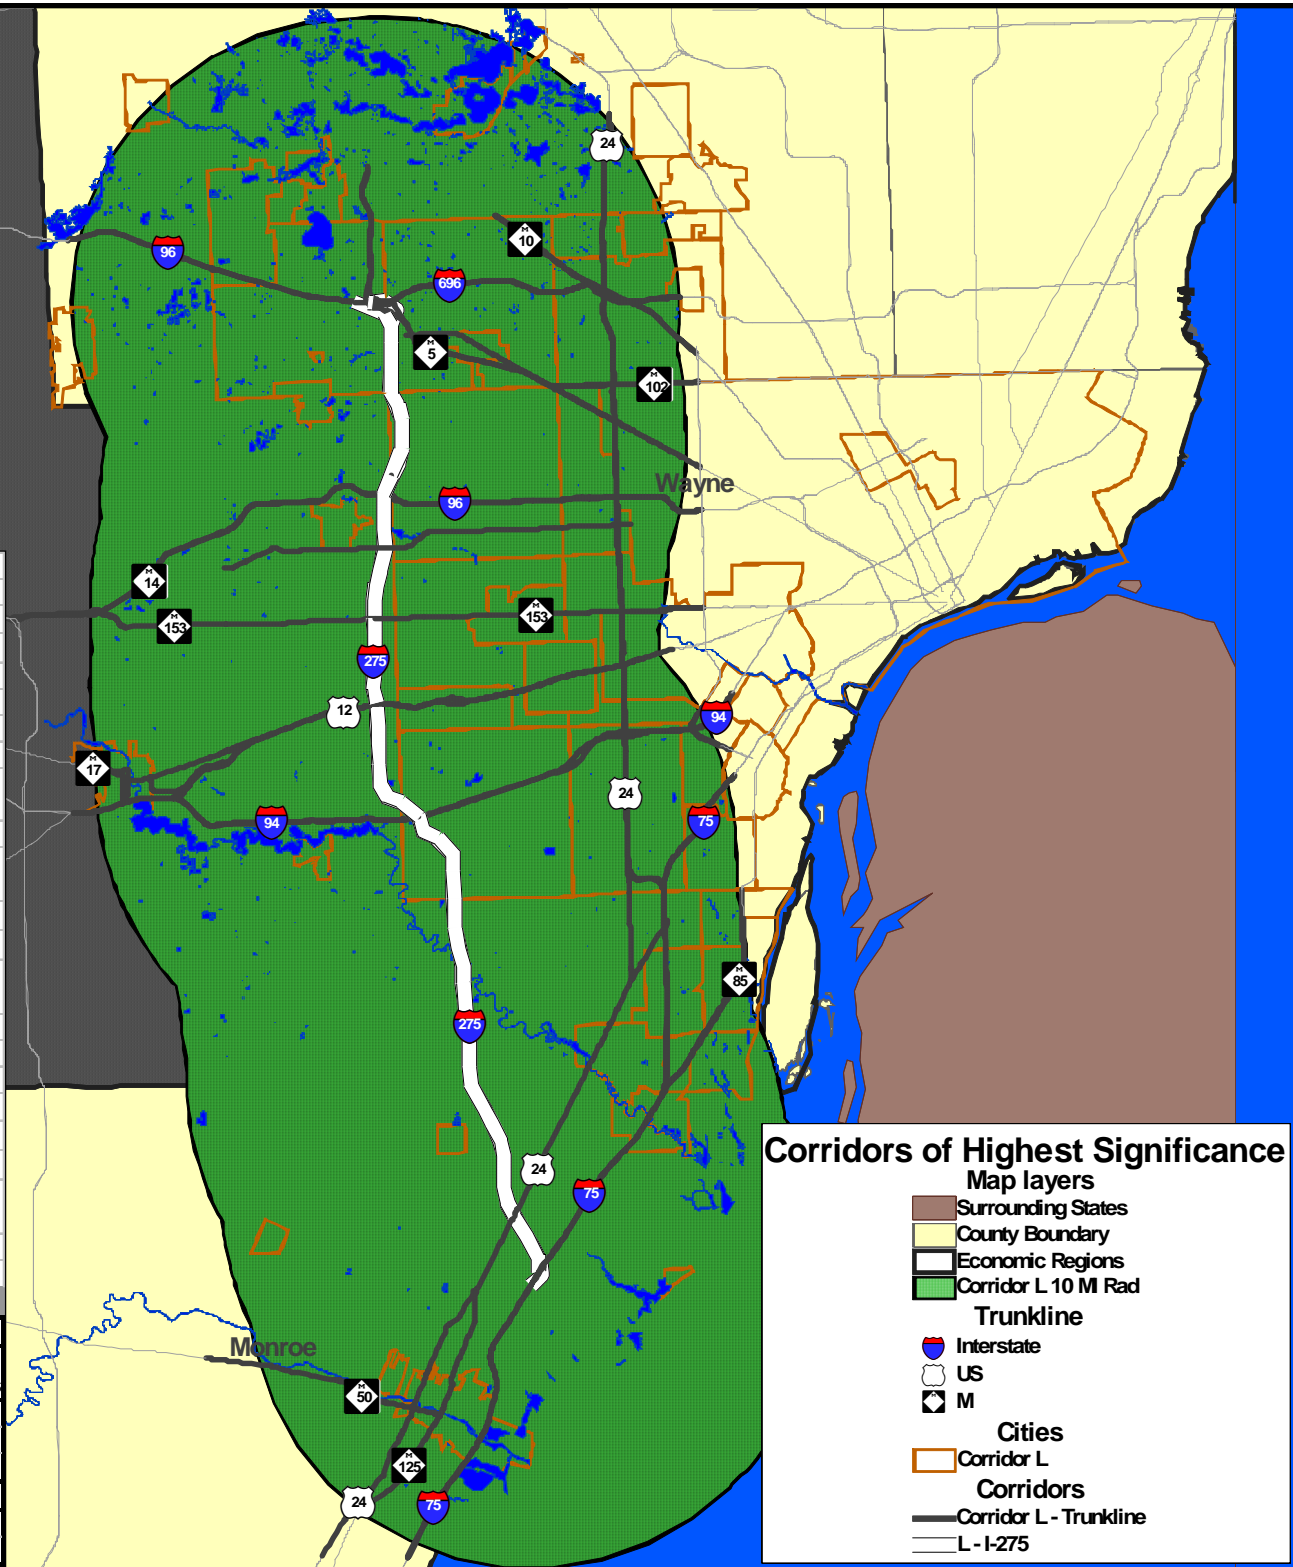 24
M
10
96
696
M
5
M
102
Wayne
96
M
14
M
153
M
153
275
12
94
M
17
24
94
75
M
85
275
24
75
Monroe
M
50
M
125
24
75
Corridors of Highest Significance
Map layers
Surrounding States
County Boundary
Economic Regions
Corridor L 10 MI Rad
Trunkline
Interstate
US
M
M
Cities
Corridor L
Corridors
Corridor L - Trunkline
L - I-275